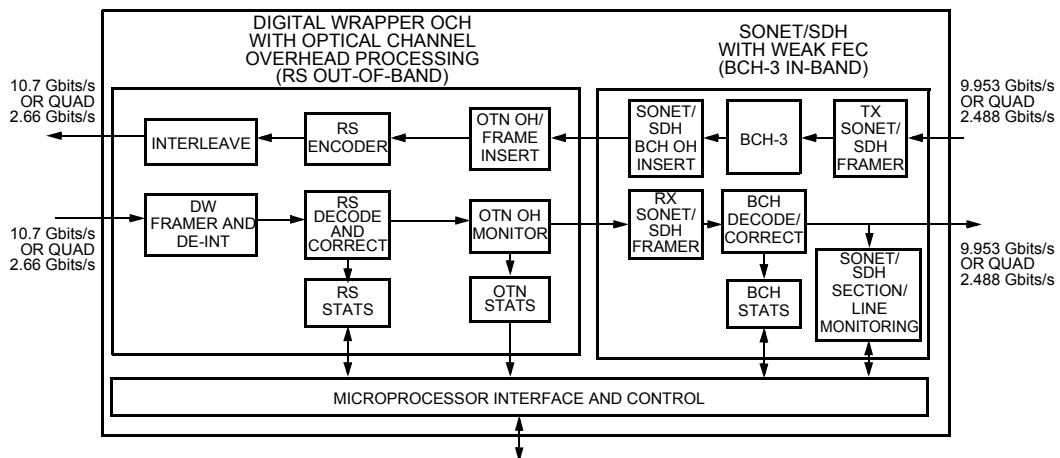 DIGITAL WRAPPER OCH
WITH OPTICAL CHANNEL
OVERHEAD PROCESSING
(RS OUT-OF-BAND)
SONET/SDH
WITH WEAK FEC
(BCH-3 IN-BAND)
10.7 Gbits/s
OR QUAD
2.66 Gbits/s
INTERLEAVE
RS
ENCODER
OTN OH/
FRAME
INSERT
SONET/
SDH
BCH OH
INSERT
BCH-3
TX
SONET/
SDH
FRAMER
9.953 Gbits/s
OR QUAD
2.488 Gbits/s
10.7 Gbits/s
OR QUAD
2.66 Gbits/s
DW
FRAMER AND
DE-INT
RS
DECODE
AND
CORRECT
OTN OH
MONITOR
RX
SONET/
SDH
FRAMER
BCH
DECODE/
CORRECT
9.953 Gbits/s
OR QUAD
2.488 Gbits/s
RS
STATS
OTN
STATS
BCH
STATS
SONET/
SDH
SECTION/
LINE
MONITORING
MICROPROCESSOR INTERFACE AND CONTROL